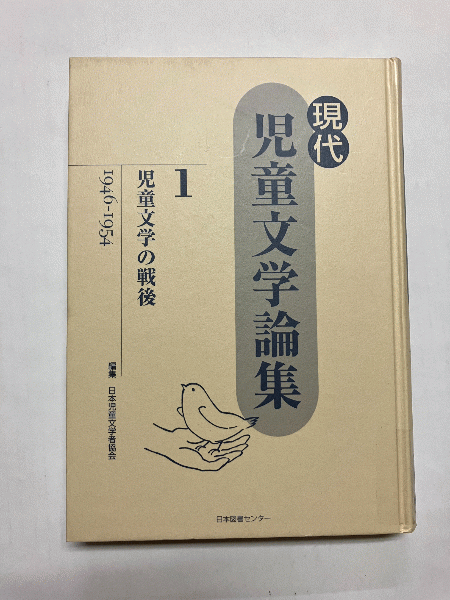 現代
児童文学論集
1
児童文学の戦後
1946-1954
編集 日本児童文学者協会
日本図書センター